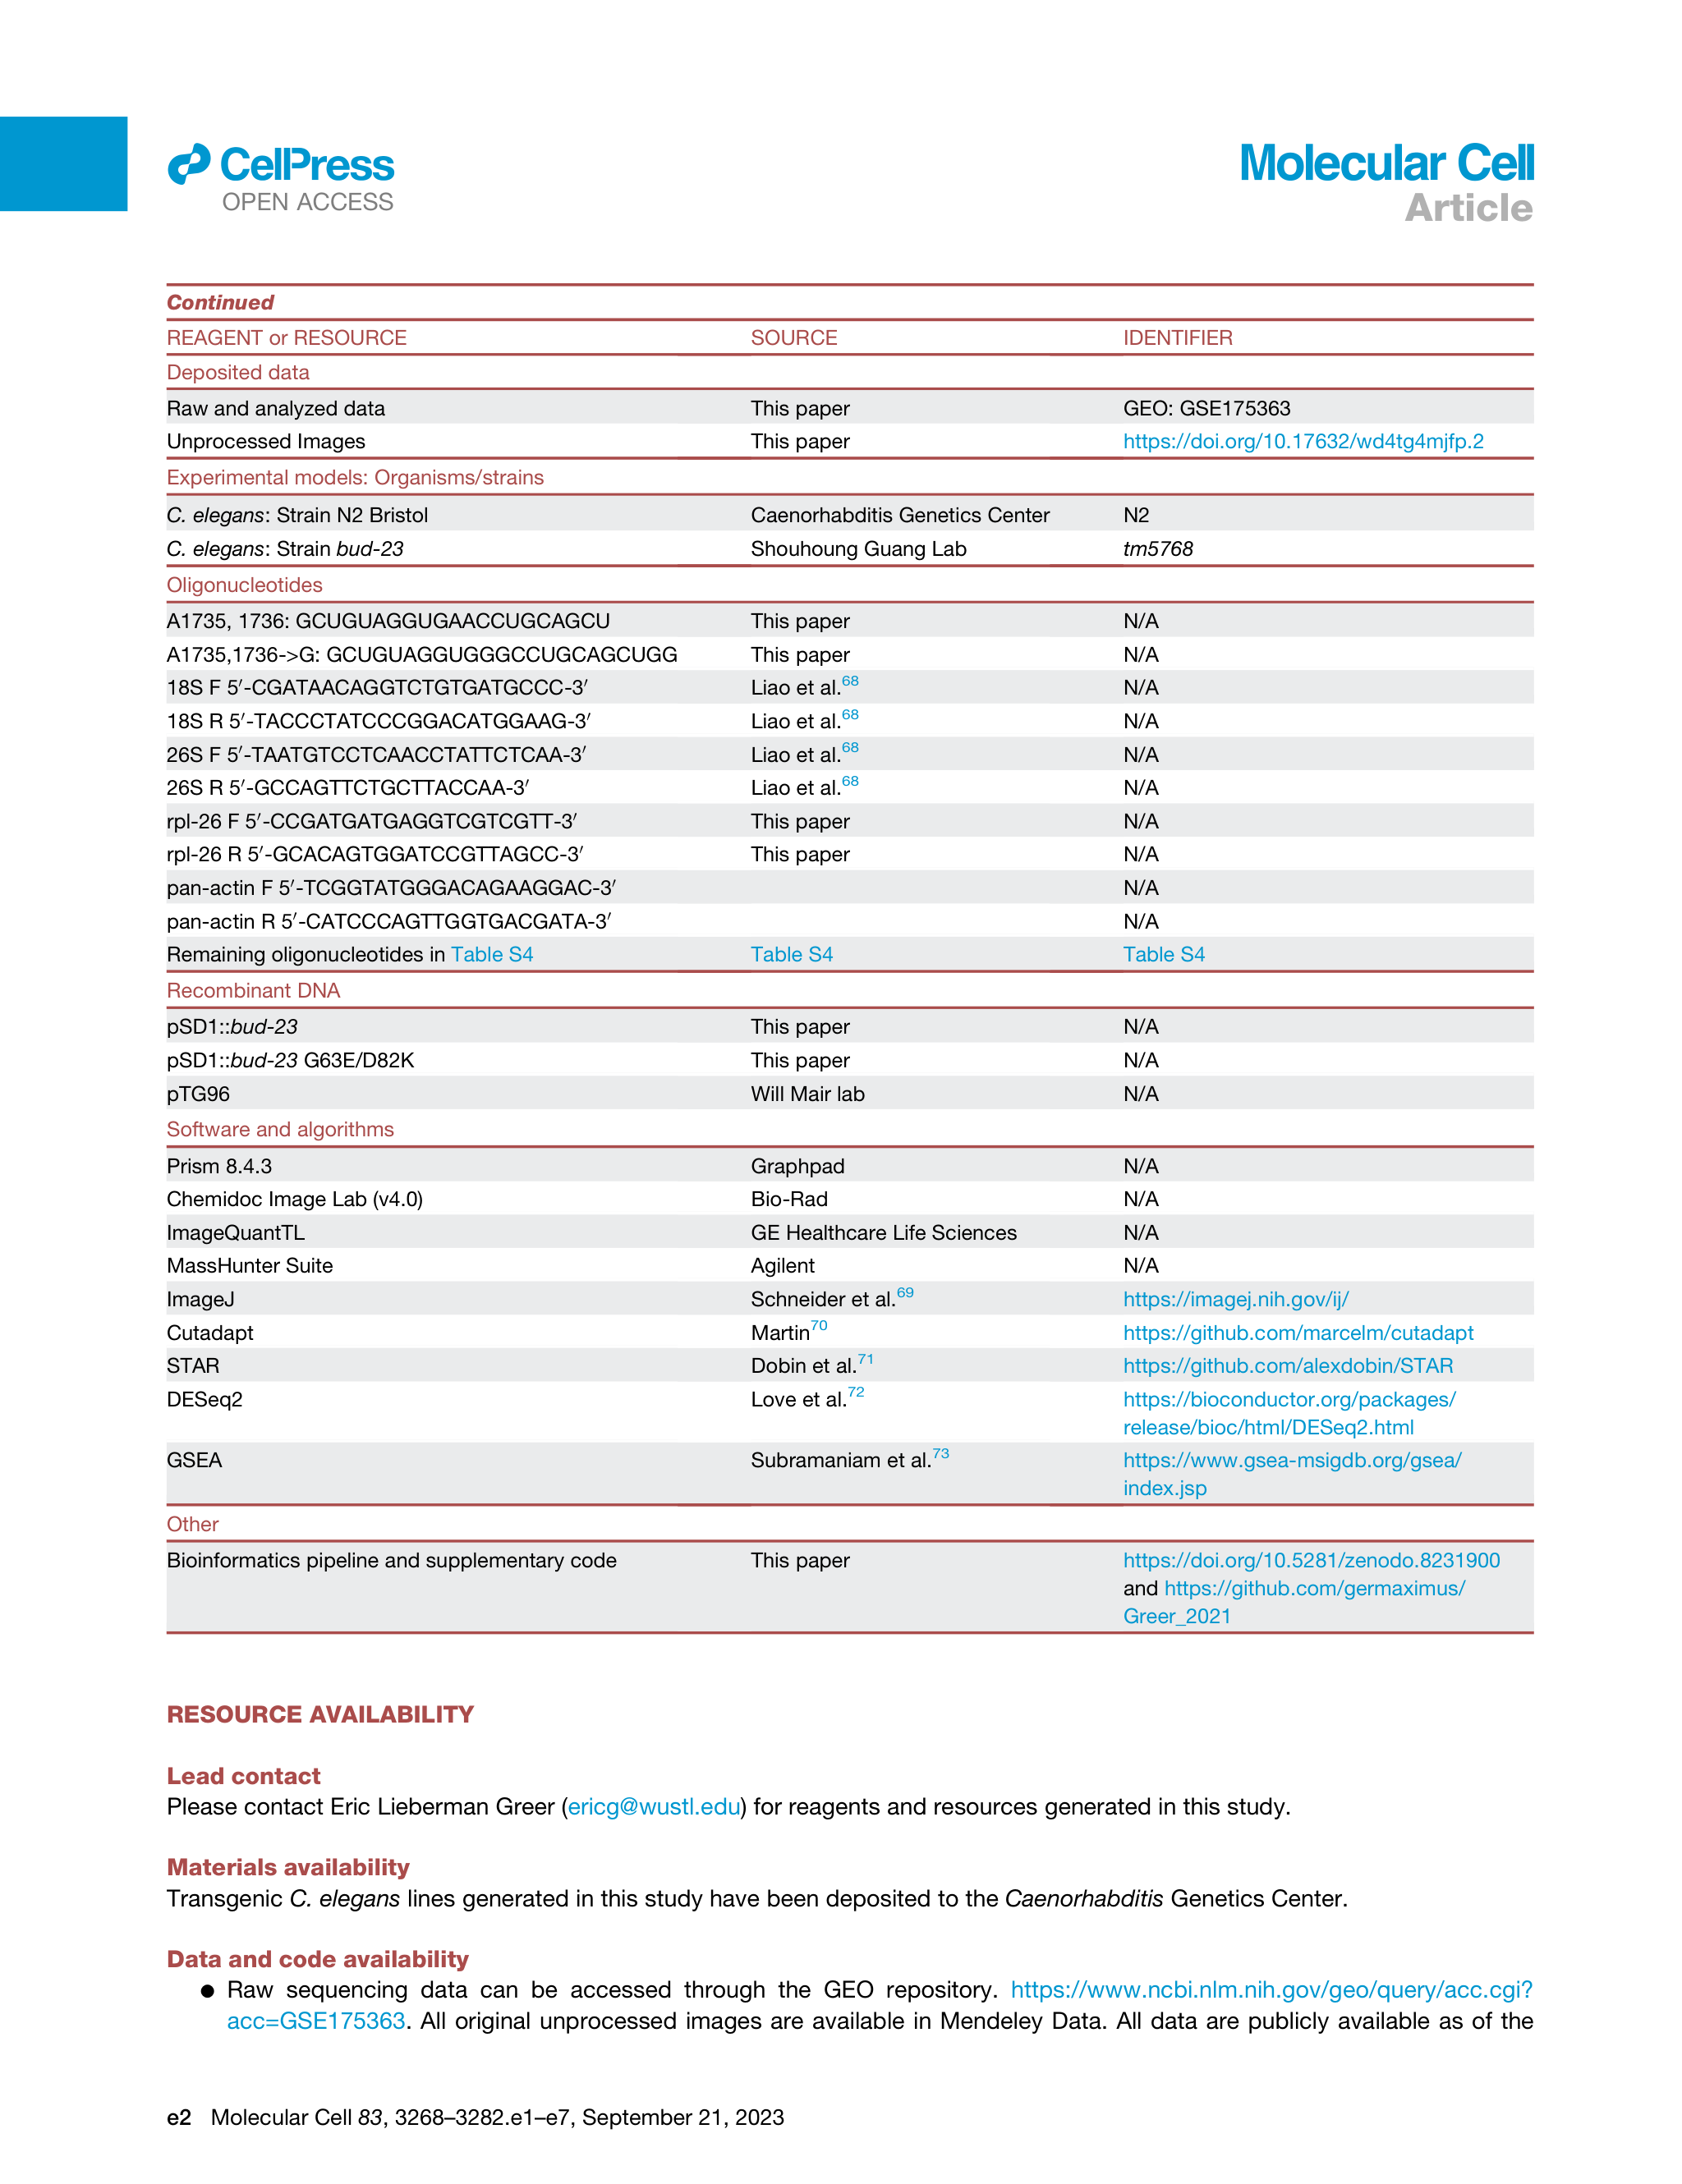 CellPress
OPEN ACCESS
Molecular Cell
Article
Continued
REAGENT or RESOURCE SOURCE IDENTIFIER
Deposited data
Raw and analyzed data This paper GEO: GSE175363
Unprocessed Images This paper https://doi.org/10.17632/wd4tg4mjfp.2
Experimental models: Organisms/strains
C. elegans: Strain N2 Bristol Caenorhabditis Genetics Center N2
C. elegans: Strain bud-23 Shouhoung Guang Lab tm5768
Oligonucleotides
A1735, 1736: GCUGUAGGUGAACCUGCAGCU This paper N/A
A1735,1736->G: GCUGUAGGUGGGCCUGCAGCUGG This paper N/A
18S F 5′-CGATAACAGGTCTGTGATGCCC-3′ Liao et al.68 N/A
18S R 5′-TACCCTATCCCGGACATGGAAG-3′ Liao et al.68 N/A
26S F 5′-TAATGTCCTCAACCTATTCTCAA-3′ Liao et al.68 N/A
26S R 5′-GCCAGTTCTGCTTACCAA-3′ Liao et al.68 N/A
rpl-26 F 5′-CCGATGATGAGGTCGTCGTT-3′ This paper N/A
rpl-26 R 5′-GCACAGTGGATCCGTTAGCC-3′ This paper N/A
pan-actin F 5′-TCGGTATGGGACAGAAGGAC-3′ N/A
pan-actin R 5′-CATCCCAGTTGGTGACGATA-3′ N/A
Remaining oligonucleotides in Table S4 Table S4 Table S4
Recombinant DNA
pSD1::bud-23 This paper N/A
pSD1::bud-23 G63E/D82K This paper N/A
pTG96 Will Mair lab N/A
Software and algorithms
Prism 8.4.3 Graphpad N/A
Chemidoc Image Lab (v4.0) Bio-Rad N/A
ImageQuantTL GE Healthcare Life Sciences N/A
MassHunter Suite Agilent N/A
ImageJ Schneider et al.69 https://imagej.nih.gov/ij/
Cutadapt Martin70 https://github.com/marcelm/cutadapt
STAR Dobin et al.71 https://github.com/alexdobin/STAR
DESeq2 Love et al.72 https://bioconductor.org/packages/
release/bioc/html/DESeq2.html
GSEA Subramaniam et al.73 https://www.gsea-msigdb.org/gsea/
index.jsp
Other
Bioinformatics pipeline and supplementary code This paper https://doi.org/10.5281/zenodo.8231900
and https://github.com/germaximus/
Greer_2021
RESOURCE AVAILABILITY
Lead contact
Please contact Eric Lieberman Greer (ericg@wustl.edu) for reagents and resources generated in this study.
Materials availability
Transgenic C. elegans lines generated in this study have been deposited to the Caenorhabditis Genetics Center.
Data and code availability
● Raw sequencing data can be accessed through the GEO repository. https://www.ncbi.nlm.nih.gov/geo/query/acc.cgi?
acc=GSE175363. All original unprocessed images are available in Mendeley Data. All data are publicly available as of the
e2 Molecular Cell 83, 3268–3282.e1–e7, September 21, 2023